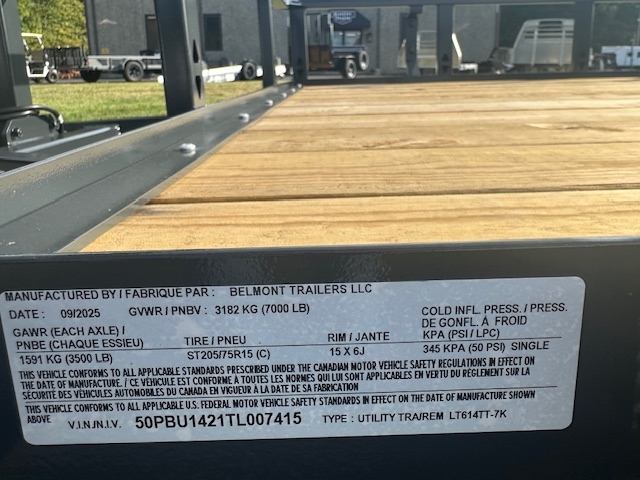 MANUFACTURED BY / FABRIQUE PAR : BELMONT TRAILERS LLC
DATE : 09/2025 GVWR / PNBV : 3182 KG (7000 LB)
COLD INFL. PRESS. / PRESS.
DE GONFL. À FROID
KPA (PSI / LPC)
GAWR (EACH AXLE) /
PNBE (CHAQUE ESSIEU) TIRE / PNEU RIM / JANTE
1591 KG (3500 LB) ST205/75R15 (C) 15 X 6J 345 KPA (50 PSI) SINGLE
THIS VEHICLE CONFORMS TO ALL APPLICABLE STANDARDS PRESCRIBED UNDER THE CANADIAN MOTOR VEHICLE SAFETY REGULATIONS IN EFFECT ON
THE DATE OF MANUFACTURE. / CE VÉHICULE EST CONFORME À TOUTES LES NORMES QUI LUI SONT APPLICABLES EN VERTU DU RÈGLEMENT SUR LA
SÉCURITÉ DES VÉHICULES AUTOMOBILES DU CANADA EN VIGUEUR À LA DATE DE SA FABRICATION
THIS VEHICLE CONFORMS TO ALL APPLICABLE U.S. FEDERAL MOTOR VEHICLE SAFETY STANDARDS IN EFFECT ON THE DATE OF MANUFACTURE SHOWN
ABOVE
V.I.N./N.I.V. 50PBU1421TL007415 TYPE : UTILITY TRA/REM LT614TT-7K